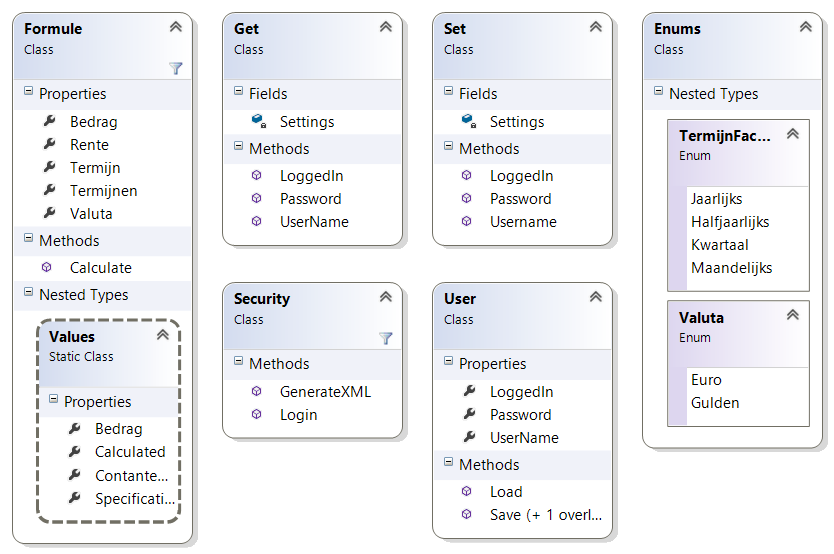 Formule
Class
Properties
Bedrag
Rente
Termijn
Termijnen
Valuta
Methods
Calculate
Nested Types
Values
Static Class
Properties
Bedrag
Calculated
Contante...
Specificati...
Get
Class
Fields
Settings
Methods
LoggedIn
Password
UserName
Set
Class
Fields
Settings
Methods
LoggedIn
Password
Username
Enums
Class
Nested Types
TermijnFac...
Enum
Jaarlijks
Halfjaarlijks
Kwartaal
Maandelijks
Valuta
Enum
Euro
Gulden
Security
Class
Methods
GenerateXML
Login
User
Class
Properties
LoggedIn
Password
UserName
Methods
Load
Save (+ 1 overl...